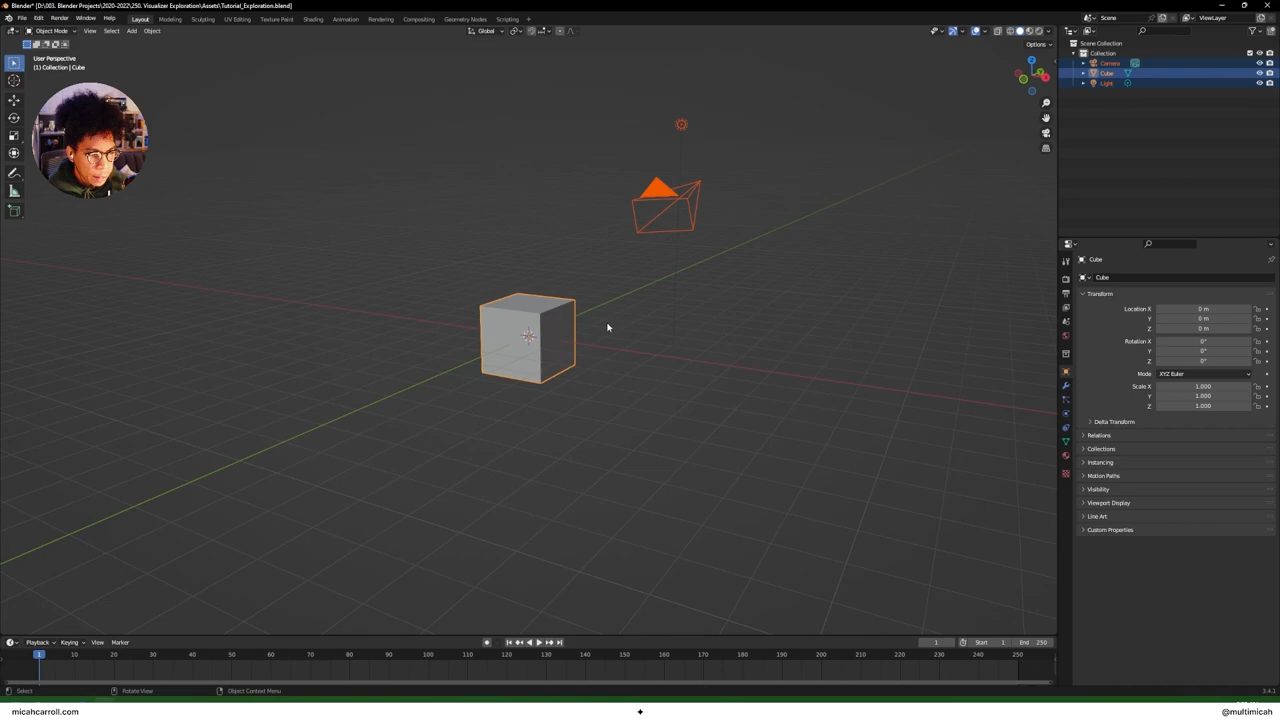 Blender* [D:\003. Blender Projects\2020-2022\250. Visualizer Exploration\Assets\Tutorial_Exploration.blend]
File Edit Render Window Help Layout Modeling Sculpting UV Editing Texture Paint Shading Animation Rendering Compositing Geometry Nodes Scripting Scene ViewLayer
Object Mode View Select Add Object Global
Options
User Perspective
(1) Collection | Cube
Scene Collection
Collection
Camera
Cube
Light
Cube
Cube
Transform
Location X 0 m
Y 0 m
Z 0 m
Rotation X 0°
Y 0°
Z 0°
Mode XYZ Euler
Scale X 1.000
Y 1.000
Z 1.000
Delta Transform
Relations
Collections
Instancing
Motion Paths
Visibility
Viewport Display
Line Art
Custom Properties
Playback Keying View Marker 1 Start 1 End 250
1 10 20 30 40 50 60 70 80 90 100 110 120 130 140 150 160 170 180 190 200 210 220 230 240 250
Select Rotate View Object Context Menu 3.4.1
micahcarroll.com @multimicah